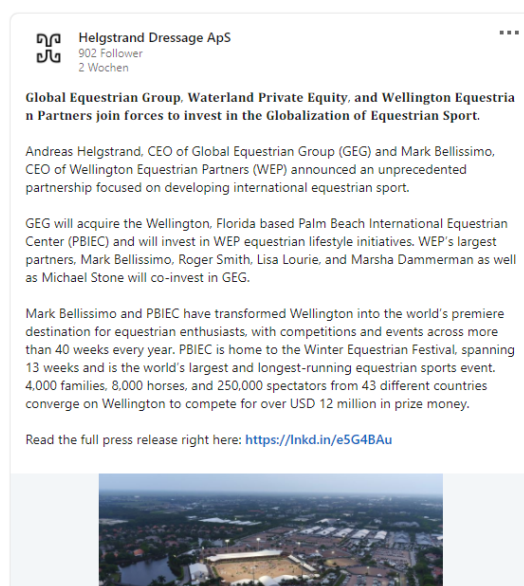 Helgstrand Dressage ApS
902 Follower
2 Wochen
Global Equestrian Group, Waterland Private Equity, and Wellington Equestria
n Partners join forces to invest in the Globalization of Equestrian Sport.
Andreas Helgstrand, CEO of Global Equestrian Group (GEG) and Mark Bellissimo,
CEO of Wellington Equestrian Partners (WEP) announced an unprecedented
partnership focused on developing international equestrian sport.
GEG will acquire the Wellington, Florida based Palm Beach International Equestrian
Center (PBIEC) and will invest in WEP equestrian lifestyle initiatives. WEP's largest
partners, Mark Bellissimo, Roger Smith, Lisa Lourie, and Marsha Dammerman as well
as Michael Stone will co-invest in GEG.
Mark Bellissimo and PBIEC have transformed Wellington into the world's premiere
destination for equestrian enthusiasts, with competitions and events across more
than 40 weeks every year. PBIEC is home to the Winter Equestrian Festival, spanning
13 weeks and is the world's largest and longest-running equestrian sports event.
4,000 families, 8,000 horses, and 250,000 spectators from 43 different countries
converge on Wellington to compete for over USD 12 million in prize money.
Read the full press release right here: https://lnkd.in/e5G4BAu